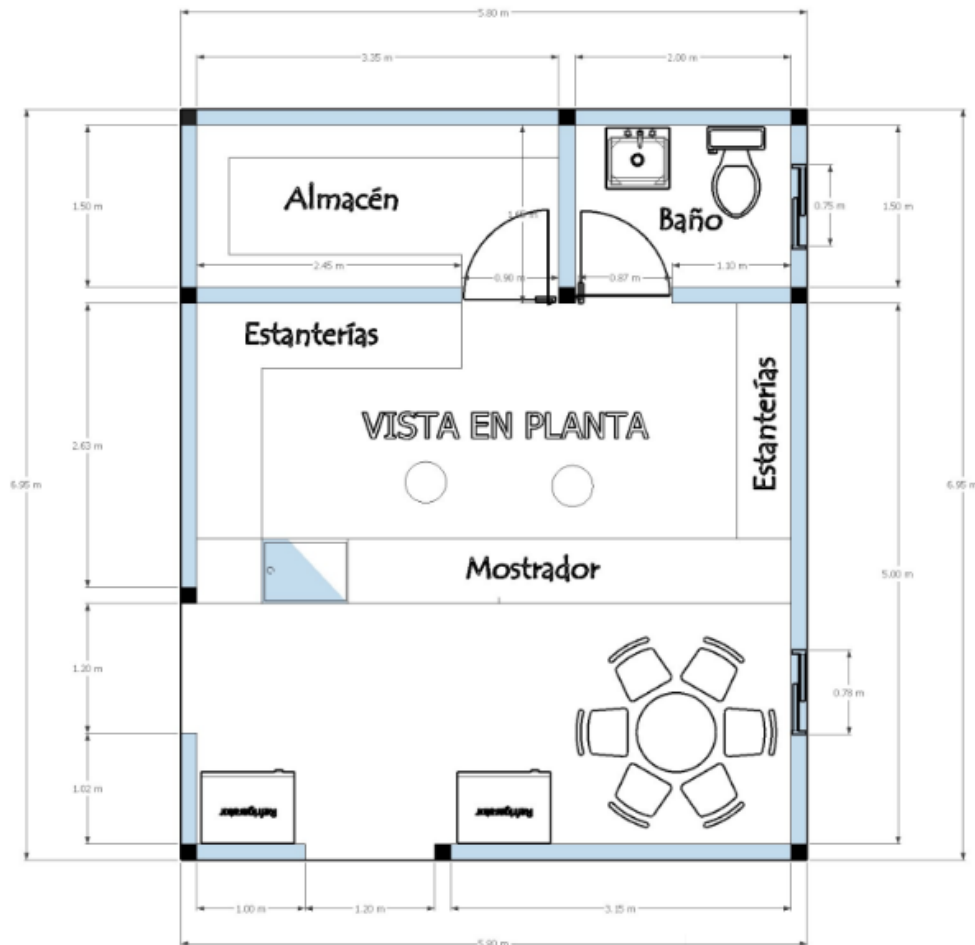 5.80 m
3.35 m
2.00 m
1.50 m
Almacén
Baño
0.75 m
1.50 m
2.45 m
0.90 m
0.87 m
1.10 m
Estanterías
Estanterías
VISTA EN PLANTA
2.63 m
6.95 m
6.95 m
Mostrador
5.00 m
1.20 m
0.78 m
1.02 m
Refrigerator
Refrigerator
1.00 m
1.20 m
3.15 m
5.80 m